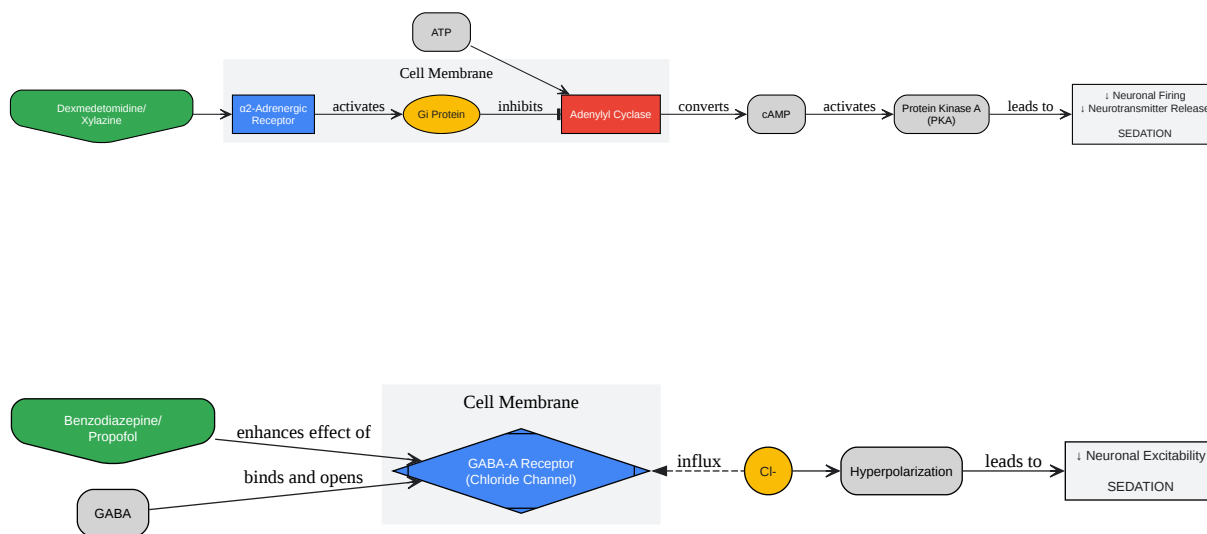 ATP
Cell Membrane
Dexmedetomidine/
Xylazine
α2-Adrenergic
Receptor
activates
Gi Protein
inhibits
Adenylyl Cyclase
converts
cAMP
activates
Protein Kinase A
(PKA)
leads to
↓ Neuronal Firing
↓ Neurotransmitter Release
SEDATION
Cell Membrane
Benzodiazepine/
Propofol
enhances effect of
GABA
binds and opens
GABA-A Receptor
(Chloride Channel)
influx
Cl-
Hyperpolarization
leads to
↓ Neuronal Excitability
SEDATION